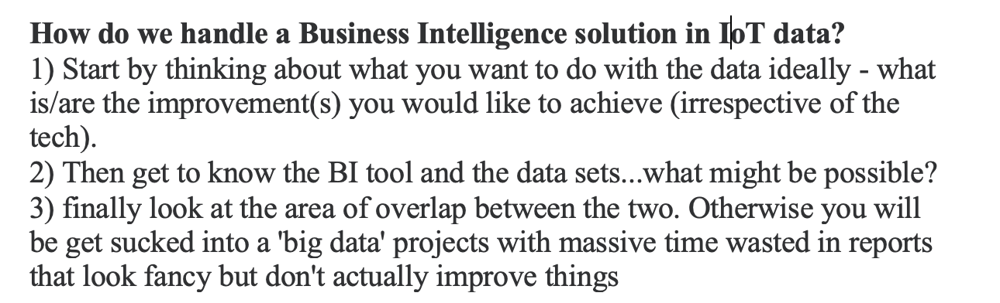 How do we handle a Business Intelligence solution in IoT data?
1) Start by thinking about what you want to do with the data ideally - what
is/are the improvement(s) you would like to achieve (irrespective of the
tech).
2) Then get to know the BI tool and the data sets...what might be possible?
3) finally look at the area of overlap between the two. Otherwise you will
be get sucked into a 'big data' projects with massive time wasted in reports
that look fancy but don't actually improve things